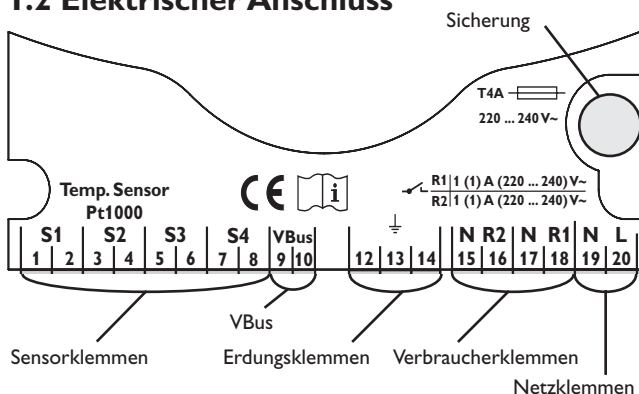 1.2 Elektrischer Anschluss
Sicherung
T4A
220 ... 240 V~
Temp. Sensor
Pt1000
CE
i
R1 1 (1) A (220 ... 240) V~
R2 1 (1) A (220 ... 240) V~
S1 S2 S3 S4 VBus N R2 N R1 N L
1 2 3 4 5 6 7 8 9 10 12 13 14 15 16 17 18 19 20
VBus
Sensorklemmen Erdungsklemmen Verbraucherklemmen
Netzklemmen